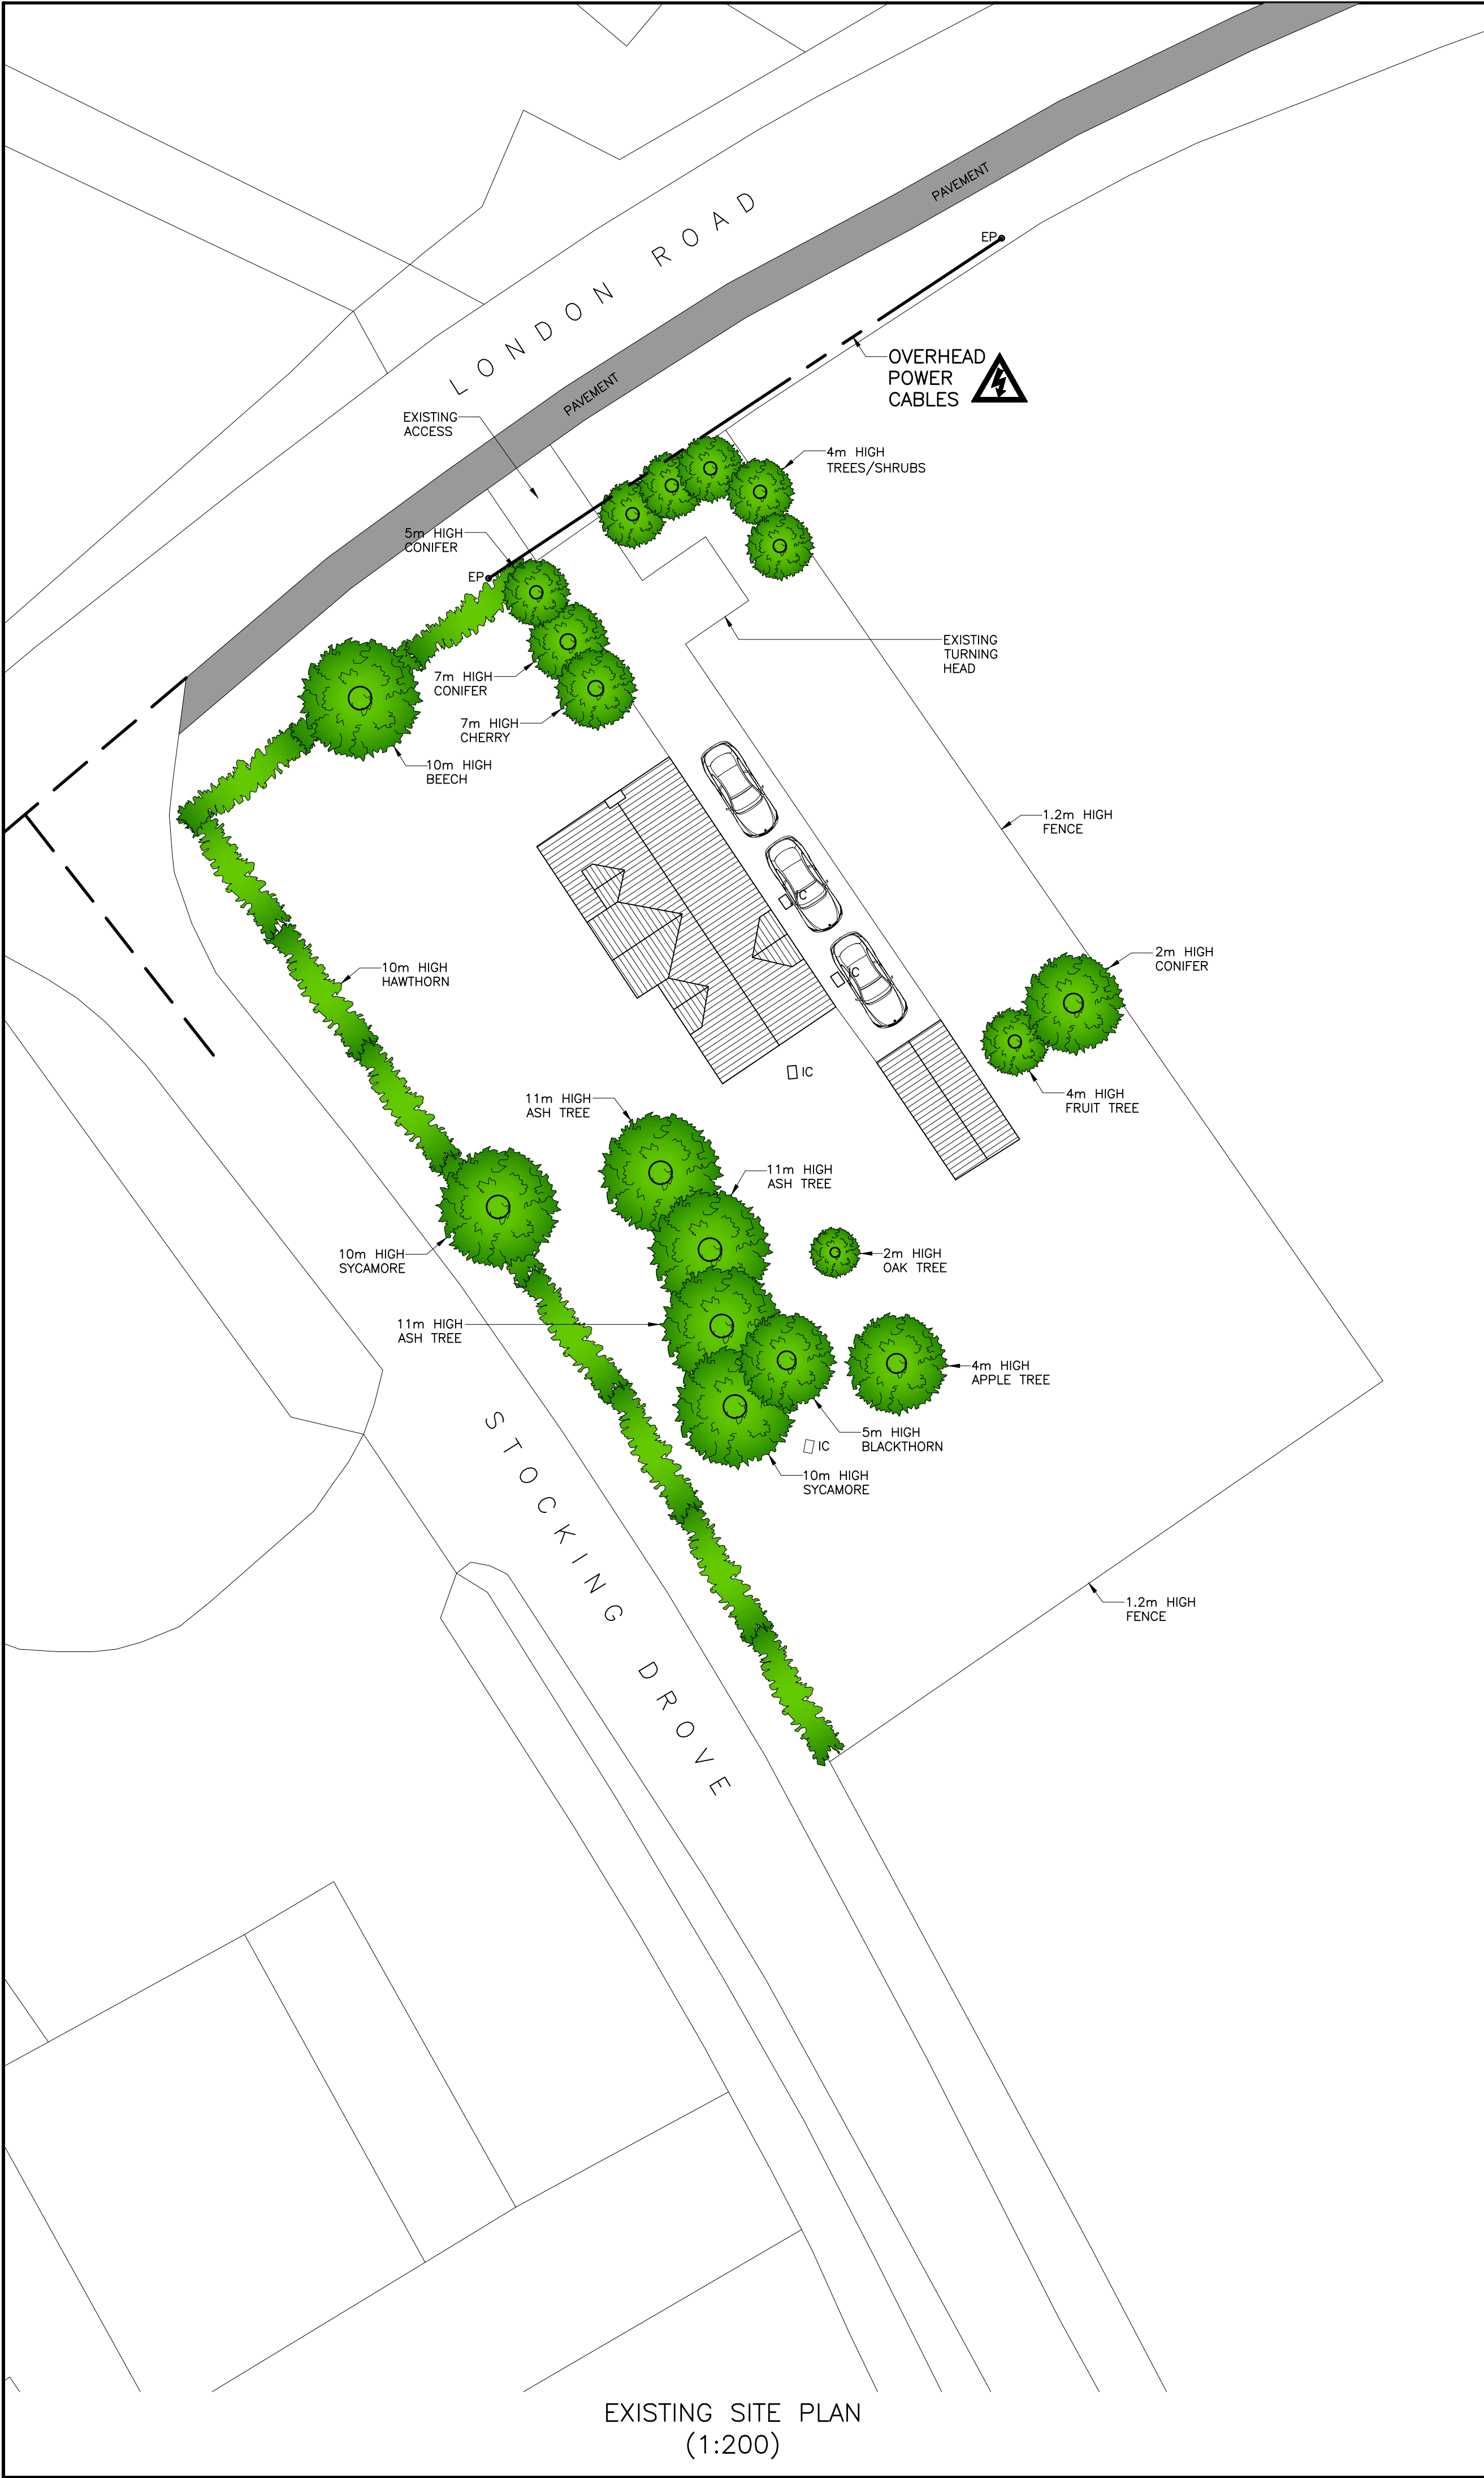 PAVEMENT
LONDON ROAD
EP
OVERHEAD
POWER
CABLES
PAVEMENT
EXISTING
ACCESS
4m HIGH
TREES/SHRUBS
5m HIGH
CONIFER
EP
EXISTING
TURNING
HEAD
7m HIGH
CONIFER
7m HIGH
CHERRY
10m HIGH
BEECH
1.2m HIGH
FENCE
IC
2m HIGH
CONIFER
10m HIGH
HAWTHORN
IC
IC
4m HIGH
FRUIT TREE
11m HIGH
ASH TREE
11m HIGH
ASH TREE
10m HIGH
SYCAMORE
2m HIGH
OAK TREE
11m HIGH
ASH TREE
4m HIGH
APPLE TREE
5m HIGH
BLACKTHORN
IC
10m HIGH
SYCAMORE
STOCKING DROVE
1.2m HIGH
FENCE
EXISTING SITE PLAN
(1:200)